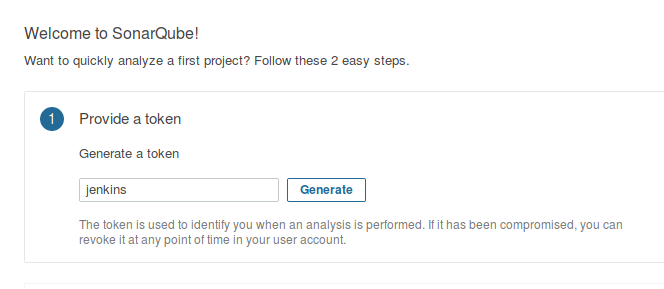 Welcome to SonarQube!
Want to quickly analyze a first project? Follow these 2 easy steps.
1 Provide a token
Generate a token
jenkins Generate
The token is used to identify you when an analysis is performed. If it has been compromised, you can
revoke it at any point of time in your user account.